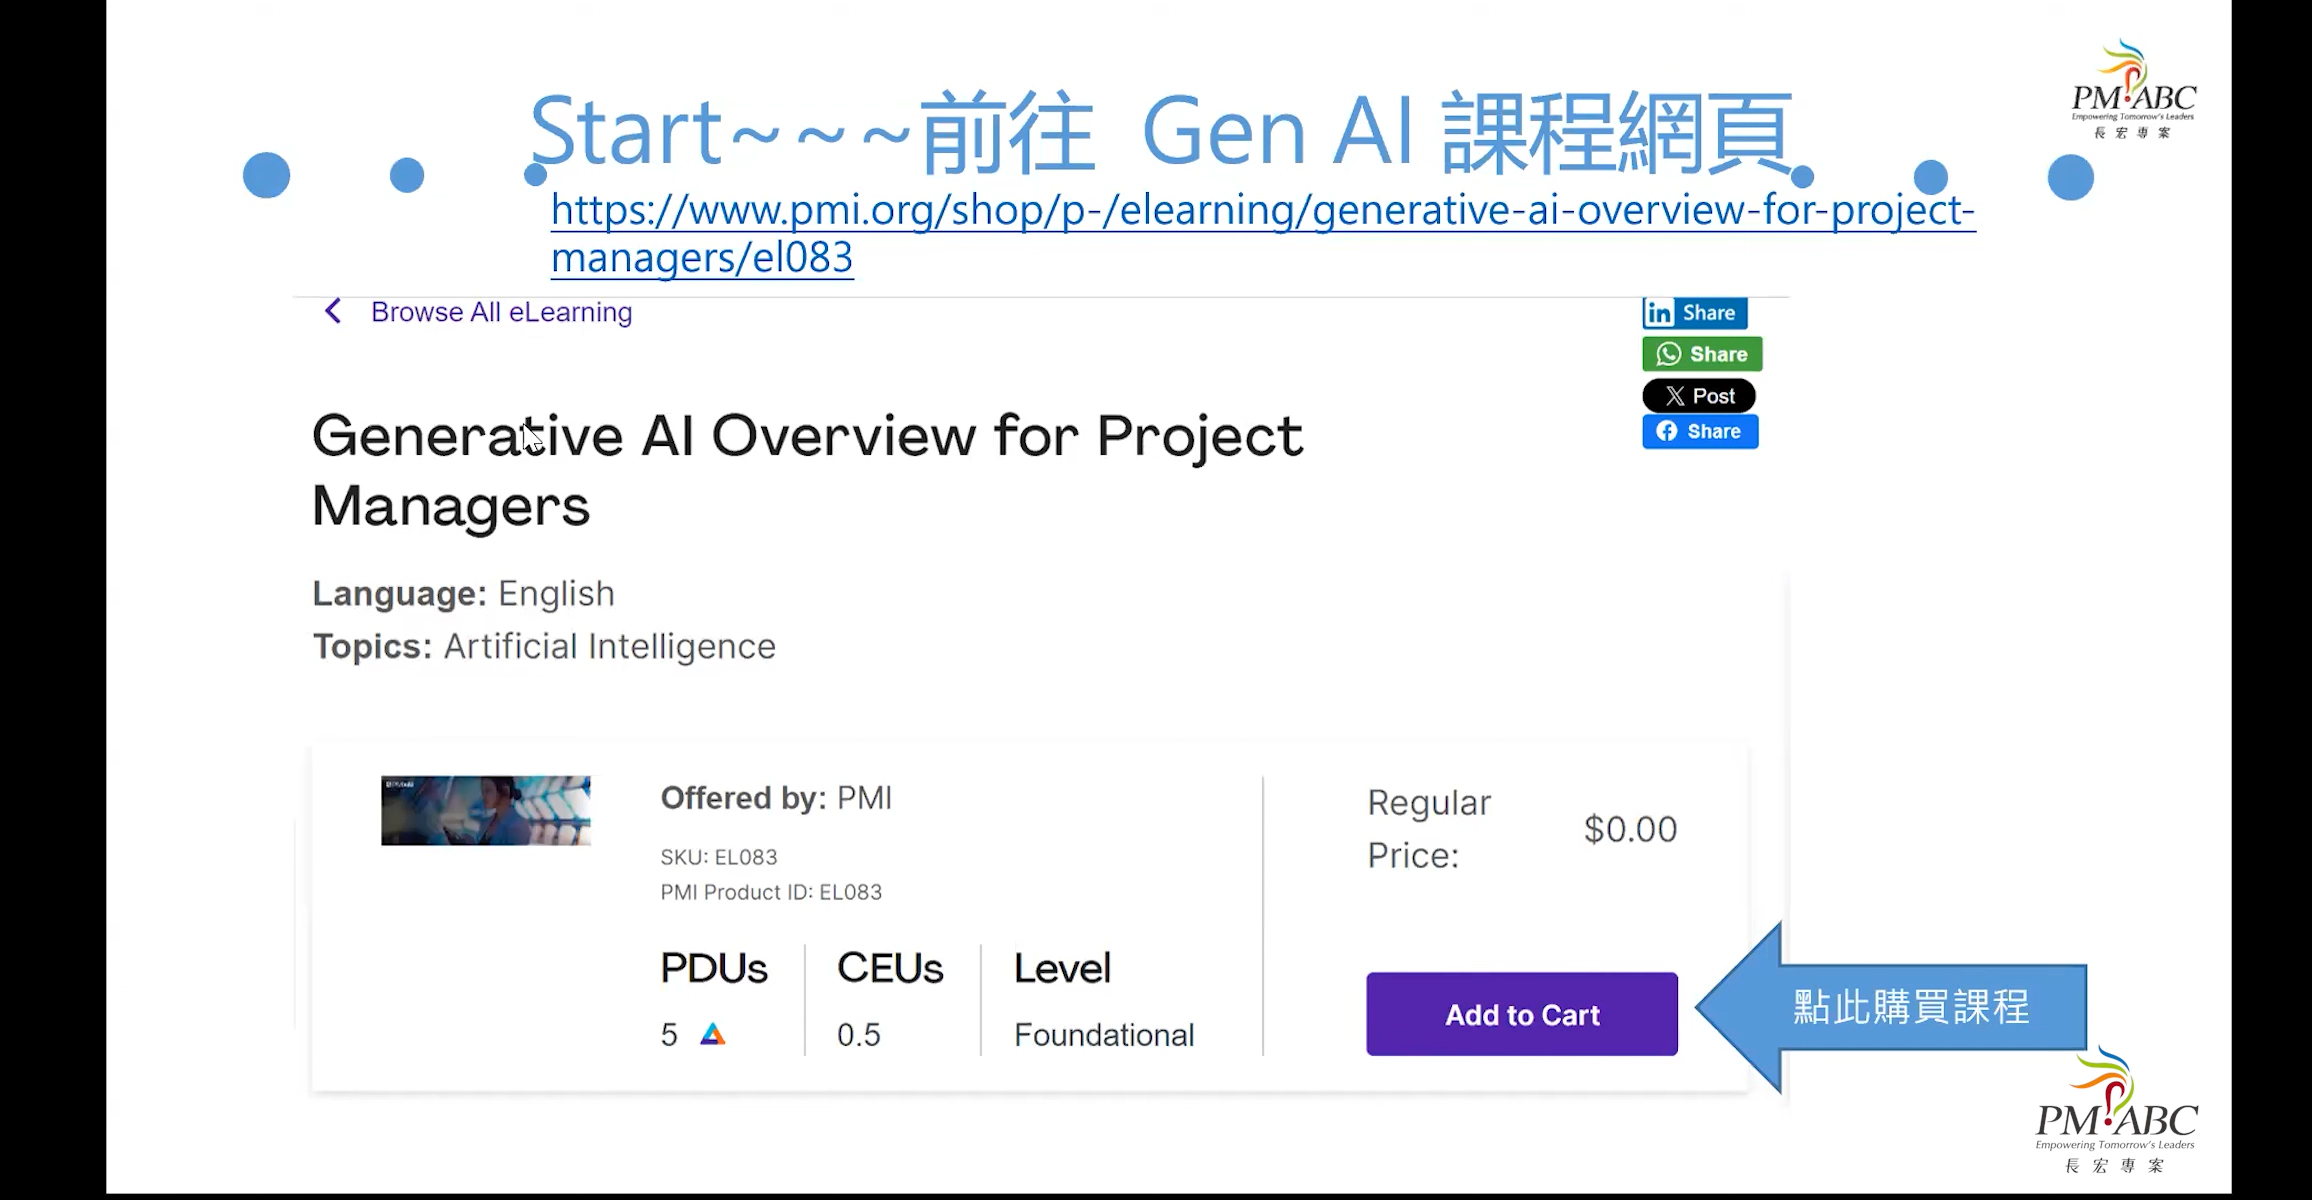 Start~~~前往 Gen AI 課程網頁
PM ABC
Empowering Tomorrow's Leaders
長宏專案
https://www.pmi.org/shop/p-/elearning/generative-ai-overview-for-project-
managers/el083
Browse All eLearning
in Share
Share
X Post
Share
Generative AI Overview for Project
Managers
Language: English
Topics: Artificial Intelligence
Offered by: PMI
SKU: EL083
PMI Product ID: EL083
PDUs CEUs Level
5 0.5 Foundational
Regular
Price:
$0.00
Add to Cart
點此購買課程
PM ABC
Empowering Tomorrow's Leaders
長宏專案